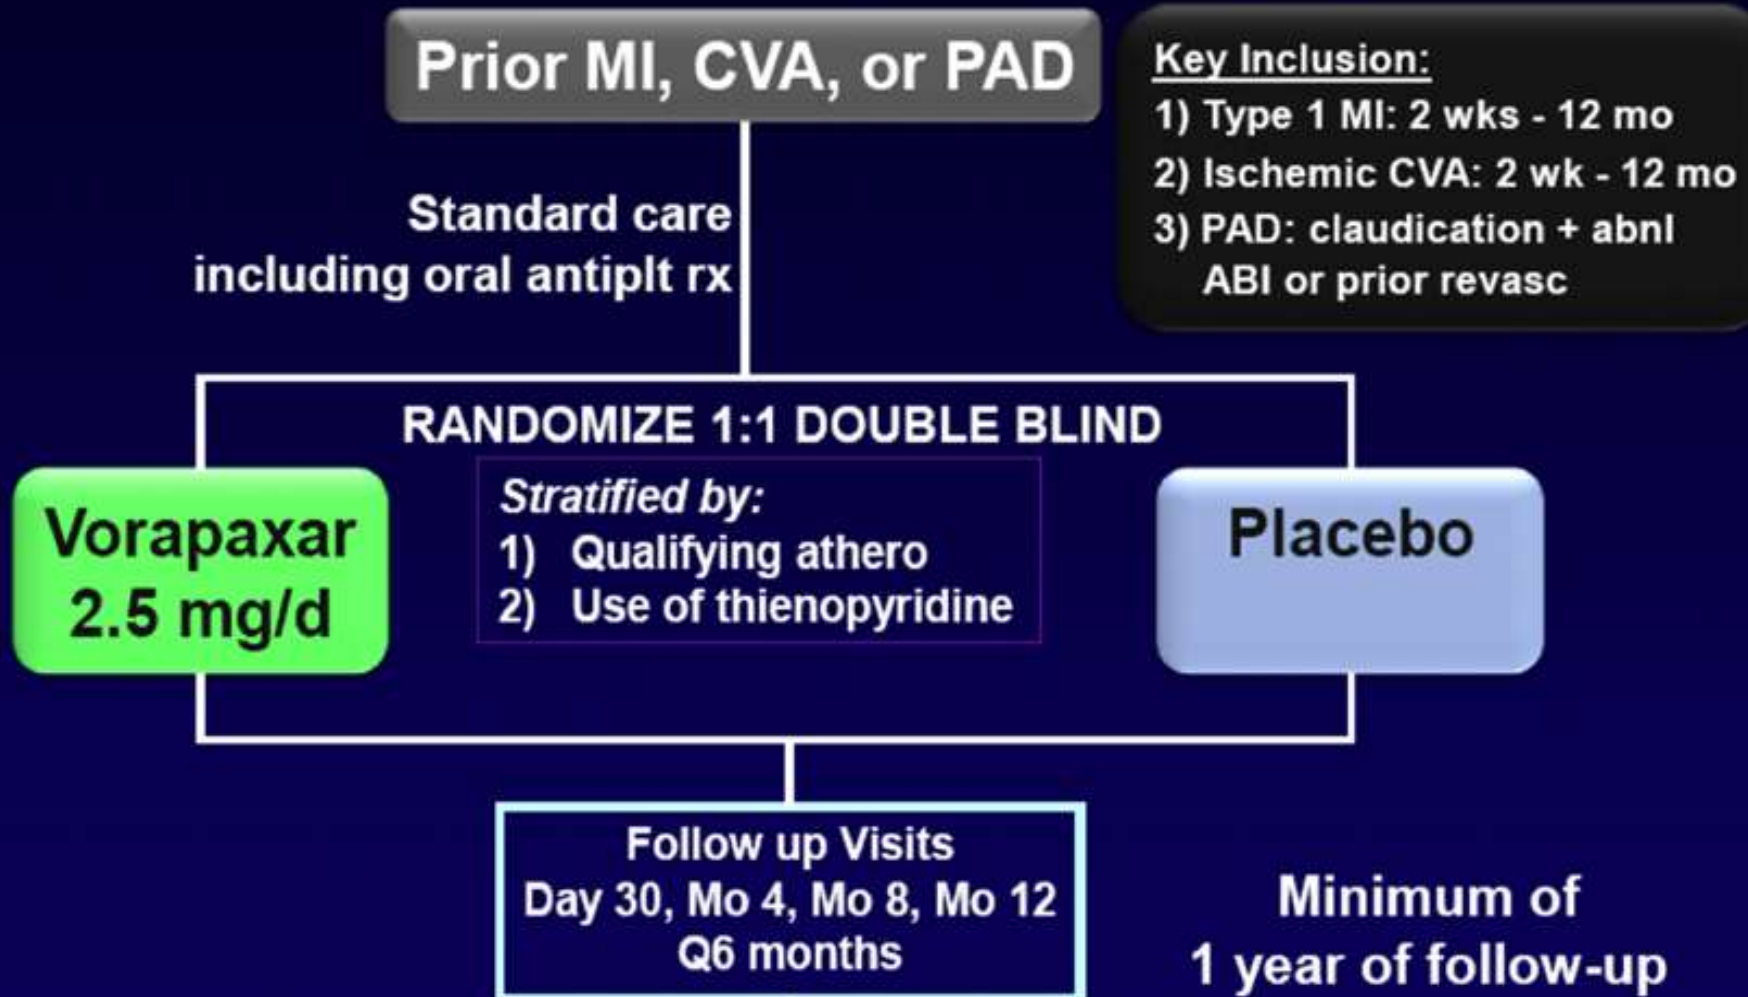 Prior MI, CVA, or PAD
Key Inclusion:
1) Type 1 MI: 2 wks - 12 mo
2) Ischemic CVA: 2 wk - 12 mo
3) PAD: claudication + abnl
ABI or prior revasc
Standard care
including oral antiplt rx
RANDOMIZE 1:1 DOUBLE BLIND
Vorapaxar
2.5 mg/d
Stratified by:
1) Qualifying athero
2) Use of thienopyridine
Placebo
Follow up Visits
Day 30, Mo 4, Mo 8, Mo 12
Q6 months
Minimum of
1 year of follow-up